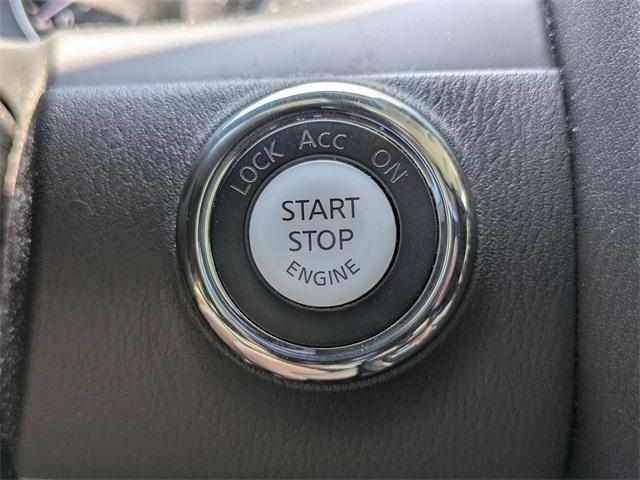 LOCK Acc ON
START
STOP
ENGINE